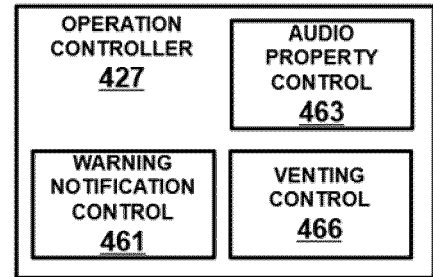 OPERATION
CONTROLLER
427
AUDIO
PROPERTY
CONTROL
463
WARNING
NOTIFICATION
CONTROL
461
VENTING
CONTROL
466